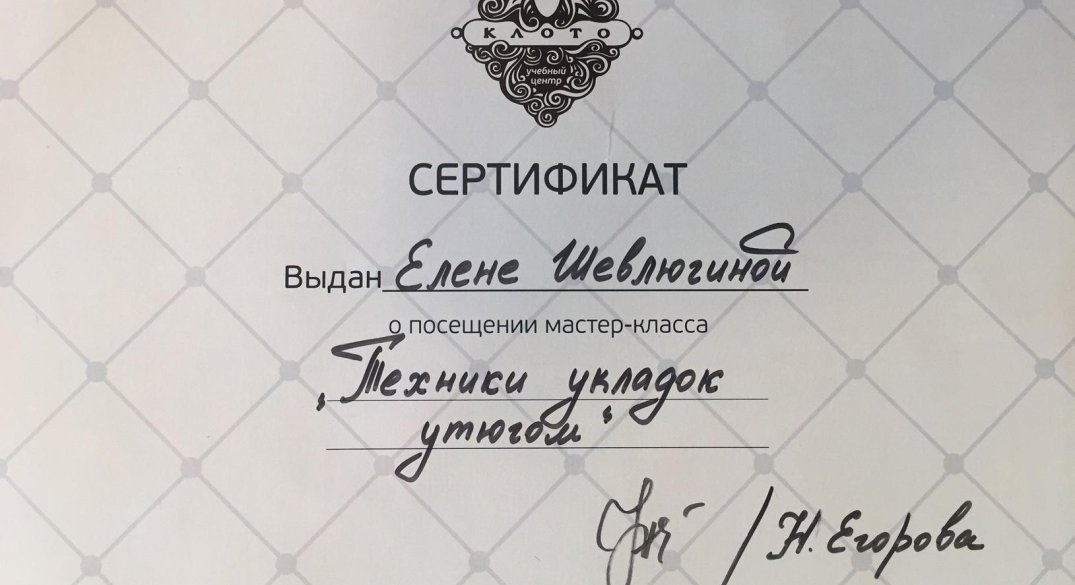 КЛОТО
учебный
центр
СЕРТИФИКАТ
Выдан Елене Шевлюгиной
о посещении мастер-класса
"Техники укладок
утюгом"
/ Н. Егорова